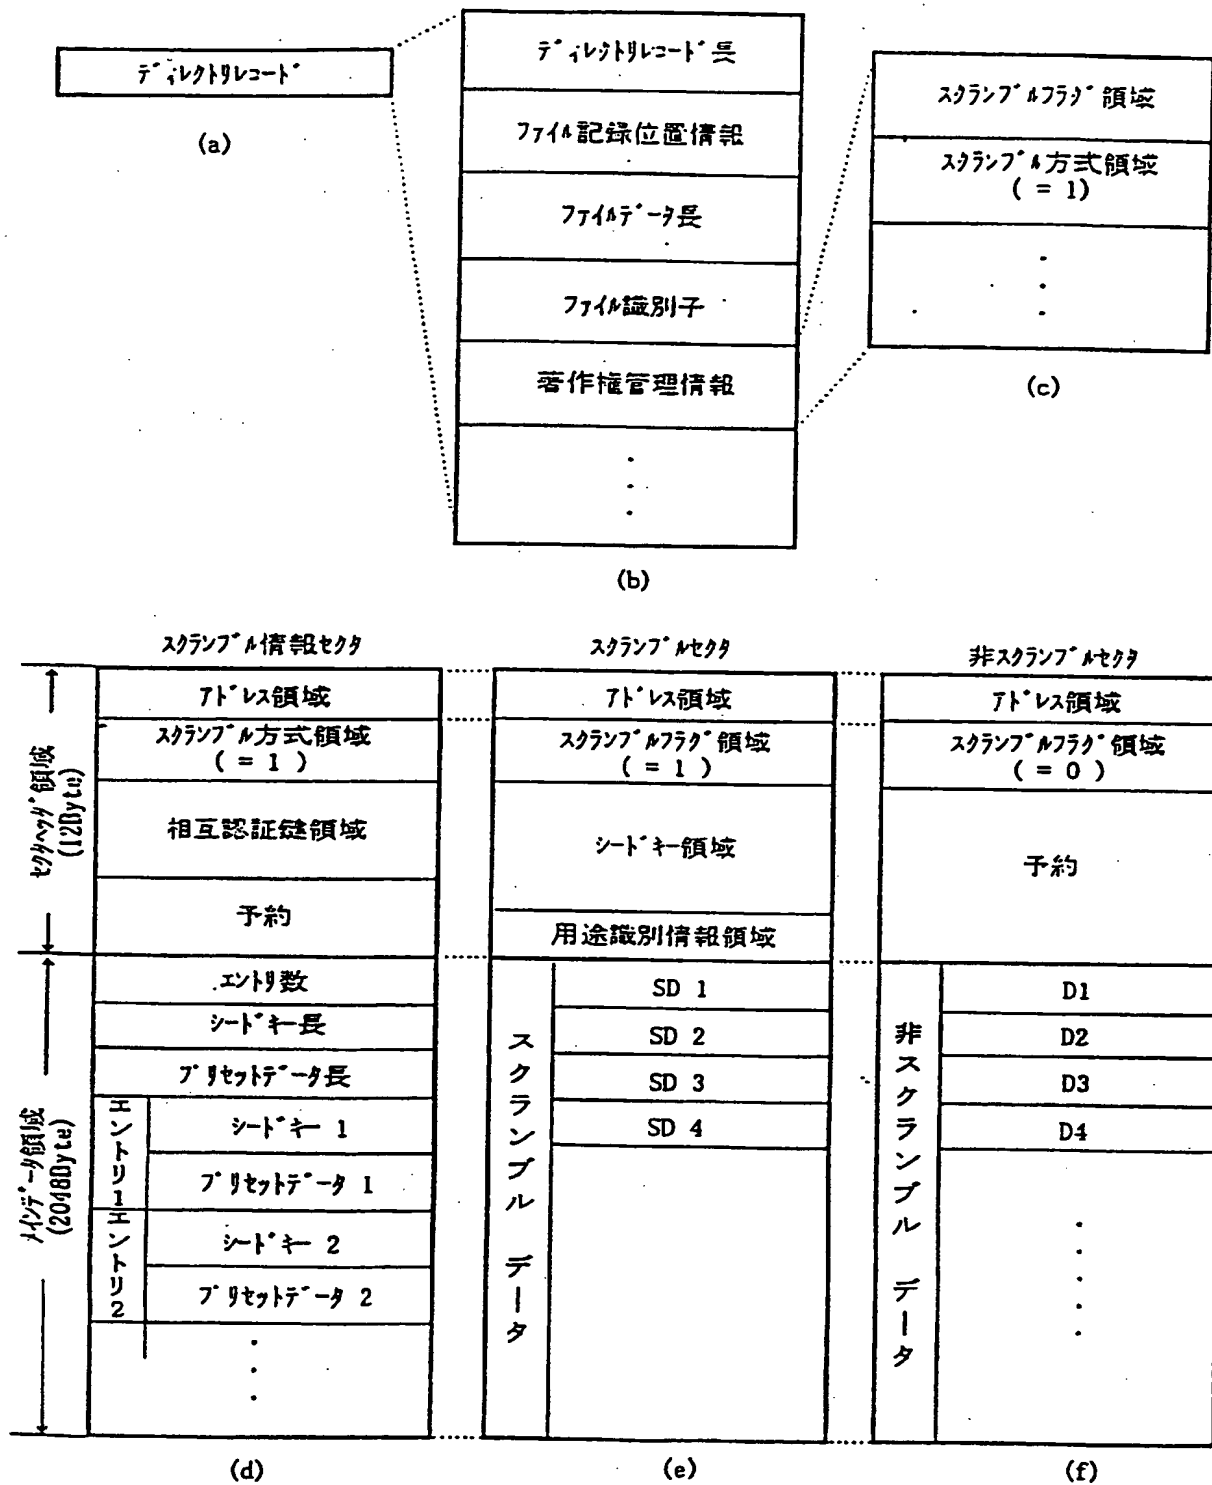 ディレクトリレコード
(a)
ディレクトリレコード長
ファイル記録位置情報
ファイルデータ長
ファイル識別子
著作権管理情報
(b)
スクランブルフラグ領域
スクランブル方式領域
( = 1)
(c)
スクランブル情報セクタ
セクタヘッダ領域
(12Byte)
アドレス領域
スクランブル方式領域
( = 1 )
相互認証鍵領域
予約
メインデータ領域
(2048Byte)
エントリ数
シードキー長
プリセットデータ長
エントリ1
シードキー 1
プリセットデータ 1
エントリ2
シードキー 2
プリセットデータ 2
(d)
スクランブルセクタ
アドレス領域
スクランブルフラグ領域
( = 1 )
シードキー領域
用途識別情報領域
スクランブル データ
SD 1
SD 2
SD 3
SD 4
(e)
非スクランブルセクタ
アドレス領域
スクランブルフラグ領域
( = 0 )
予約
非スクランブル データ
D1
D2
D3
D4
(f)